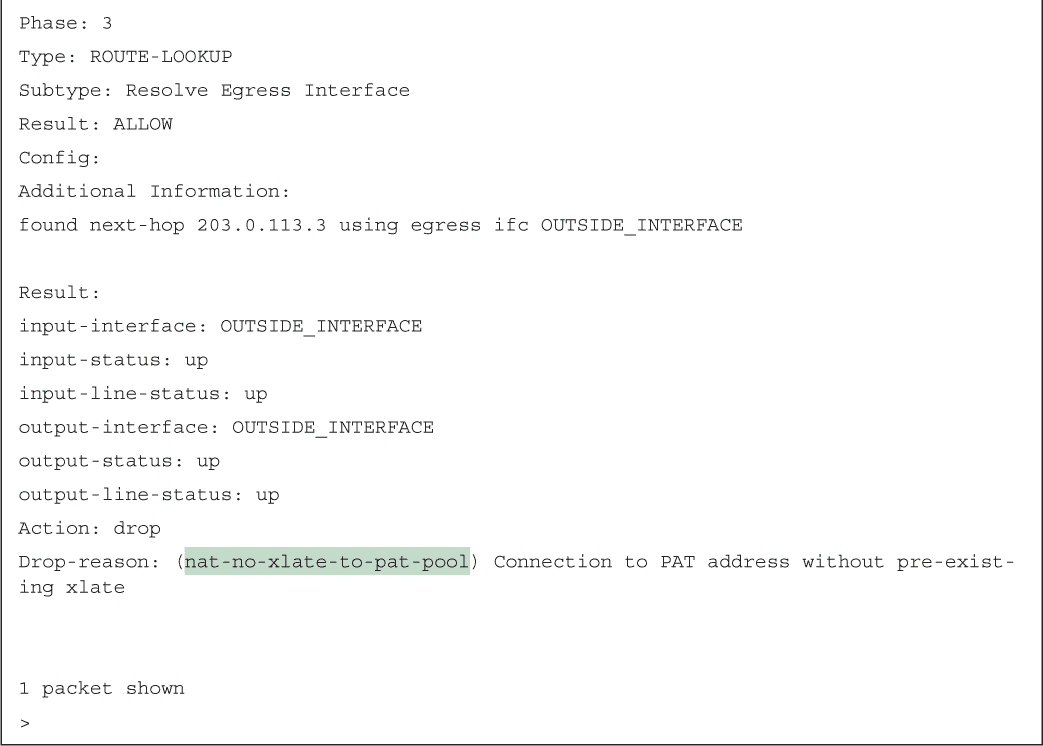 Phase: 3
Type: ROUTE-LOOKUP
Subtype: Resolve Egress Interface
Result: ALLOW
Config:
Additional Information:
found next-hop 203.0.113.3 using egress ifc OUTSIDE_INTERFACE
Result:
input-interface: OUTSIDE_INTERFACE
input-status: up
input-line-status: up
output-interface: OUTSIDE_INTERFACE
output-status: up
output-line-status: up
Action: drop
Drop-reason: (nat-no-xlate-to-pat-pool) Connection to PAT address without pre-exist-
ing xlate
1 packet shown
>